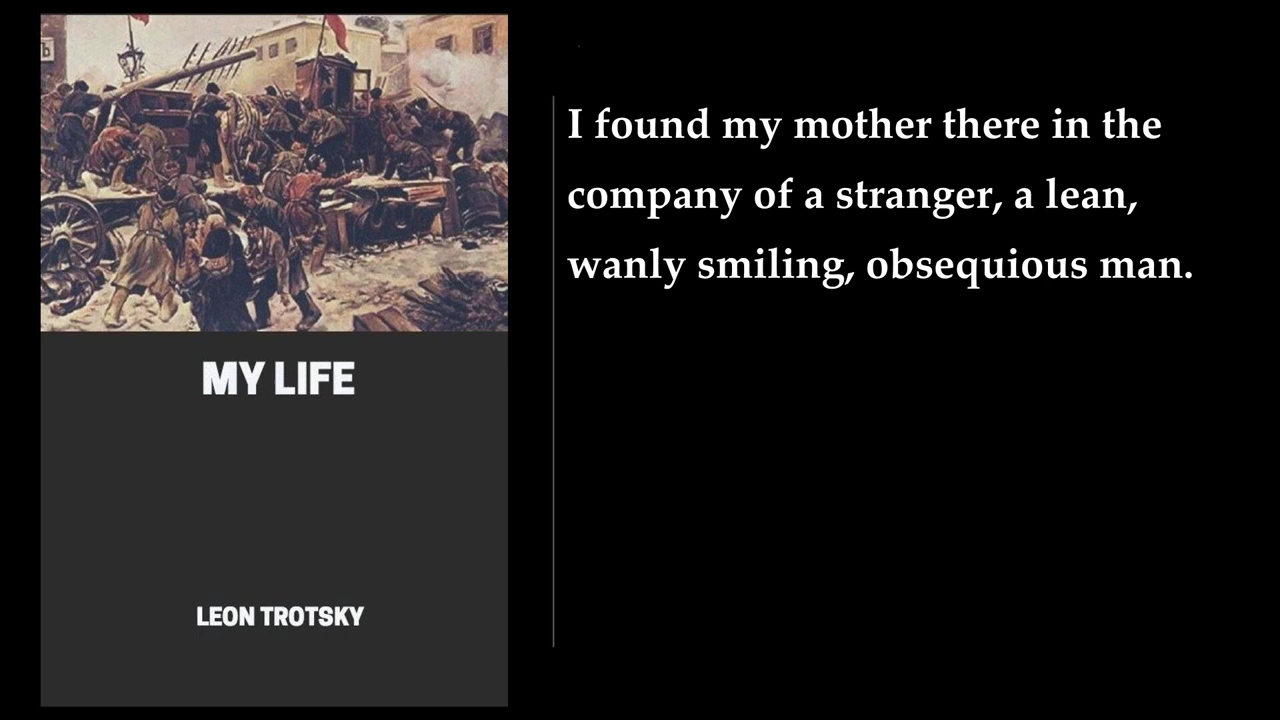 MY LIFE
LEON TROTSKY
I found my mother there in the
company of a stranger, a lean,
wanly smiling, obsequious man.